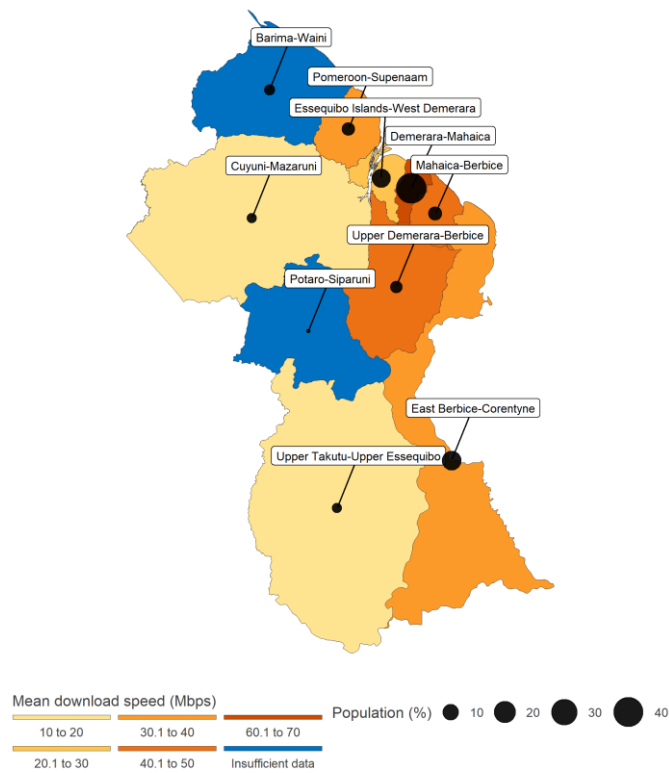 Barima-Waini
Pomeroon-Supenaam
Essequibo Islands-West Demerara
Demerara-Mahaica
Mahaica-Berbice
Cuyuni-Mazaruni
Upper Demerara-Berbice
Potaro-Siparuni
East Berbice-Corentyne
Upper Takutu-Upper Essequibo
Mean download speed (Mbps)
10 to 20
30.1 to 40
60.1 to 70
20.1 to 30
40.1 to 50
Insufficient data
Population (%)
10
20
30
40